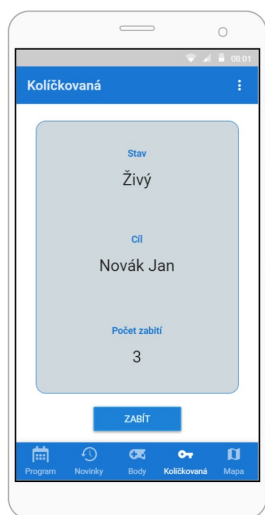 08:01
Kolíčkovaná
Stav
Živý
Cíl
Novák Jan
Počet zabití
3
ZABÍT
Program Novinky Body Kolíčkovaná Mapa